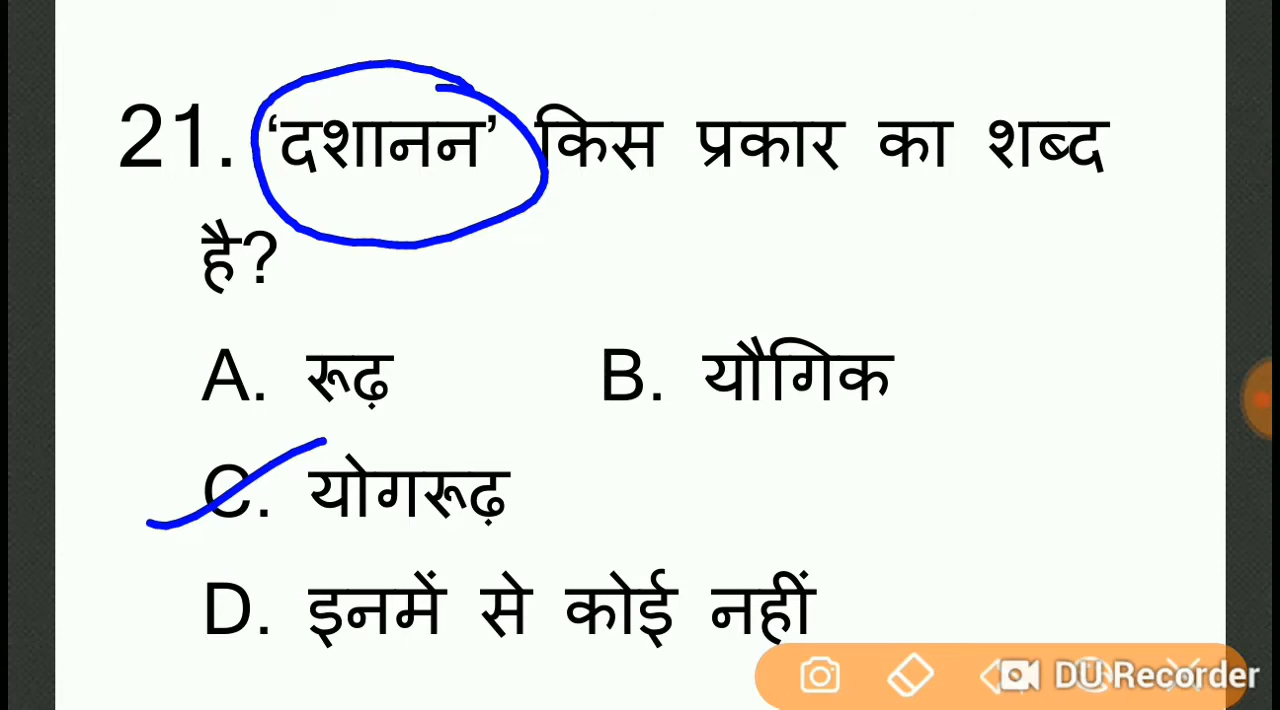 21. ‘दशानन’ किस प्रकार का शब्द
है?
A. रूढ़ B. यौगिक
C. योगरूढ़
D. इनमें से कोई नहीं
DU Recorder